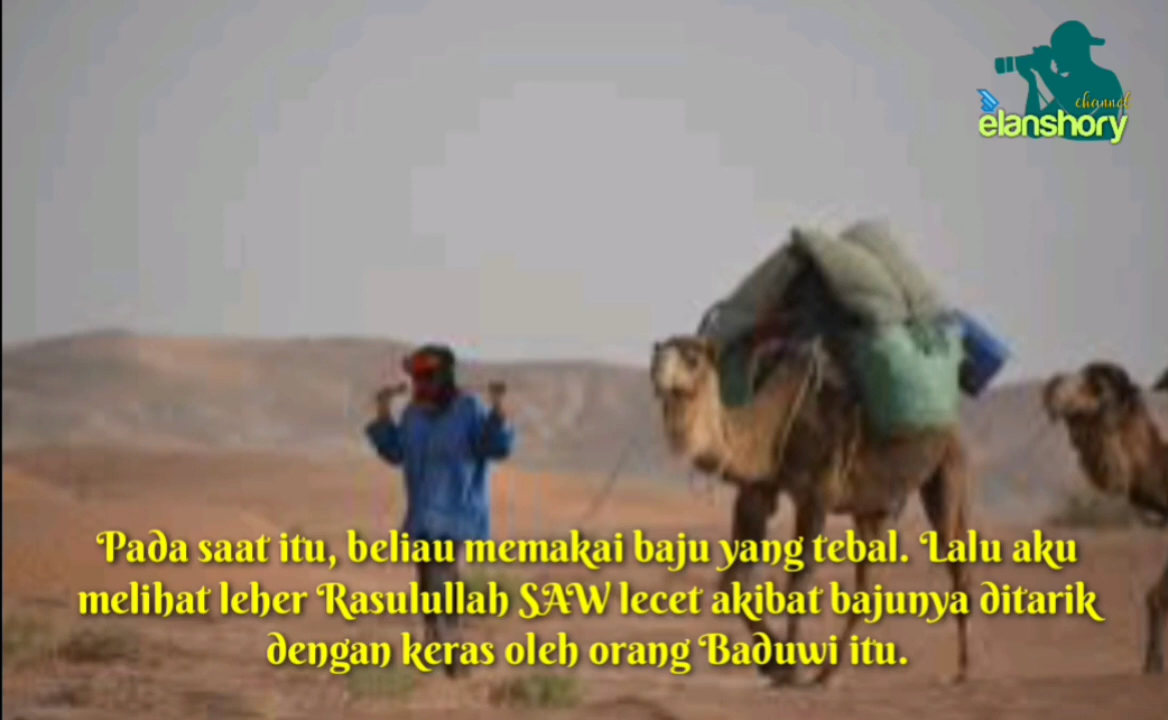 channel
elanshory
Pada saat itu, beliau memakai baju yang tebal. Lalu aku
melihat leher Rasulullah SAW lecet akibat bajunya ditarik
dengan keras oleh orang Baduwi itu.